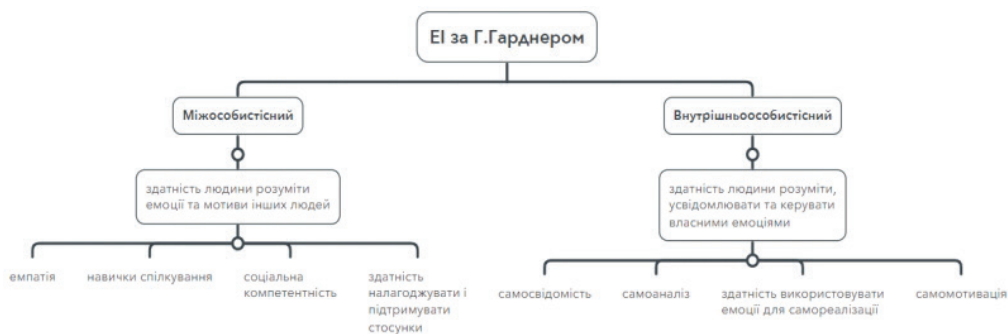 ЕІ за Г.Гарднером
Міжособистісний
Внутрішньоособистісний
здатність людини розуміти
емоції та мотиви інших людей
здатність людини розуміти,
усвідомлювати та керувати
власними емоціями
емпатія
навички спілкування
соціальна
компетентність
здатність
налагоджувати і
підтримувати
стосунки
самосвідомість
самоаналіз
здатність використовувати
емоції для самореалізації
самомотивація